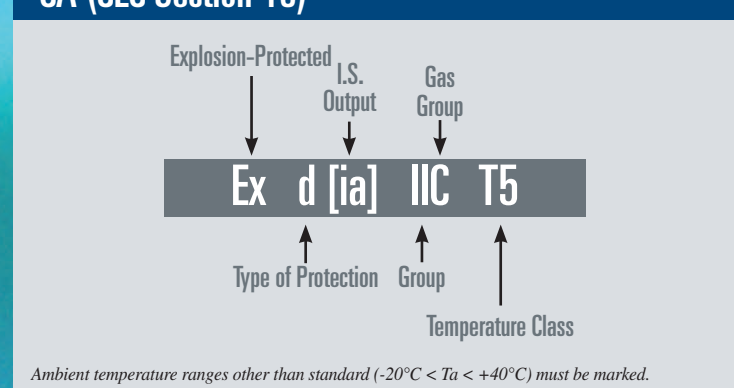 Explosion-Protected
I.S.
Output
Gas
Group
Ex d [ia] IIC T5
Type of Protection Group
Temperature Class
Ambient temperature ranges other than standard (-20°C < Ta < +40°C) must be marked.